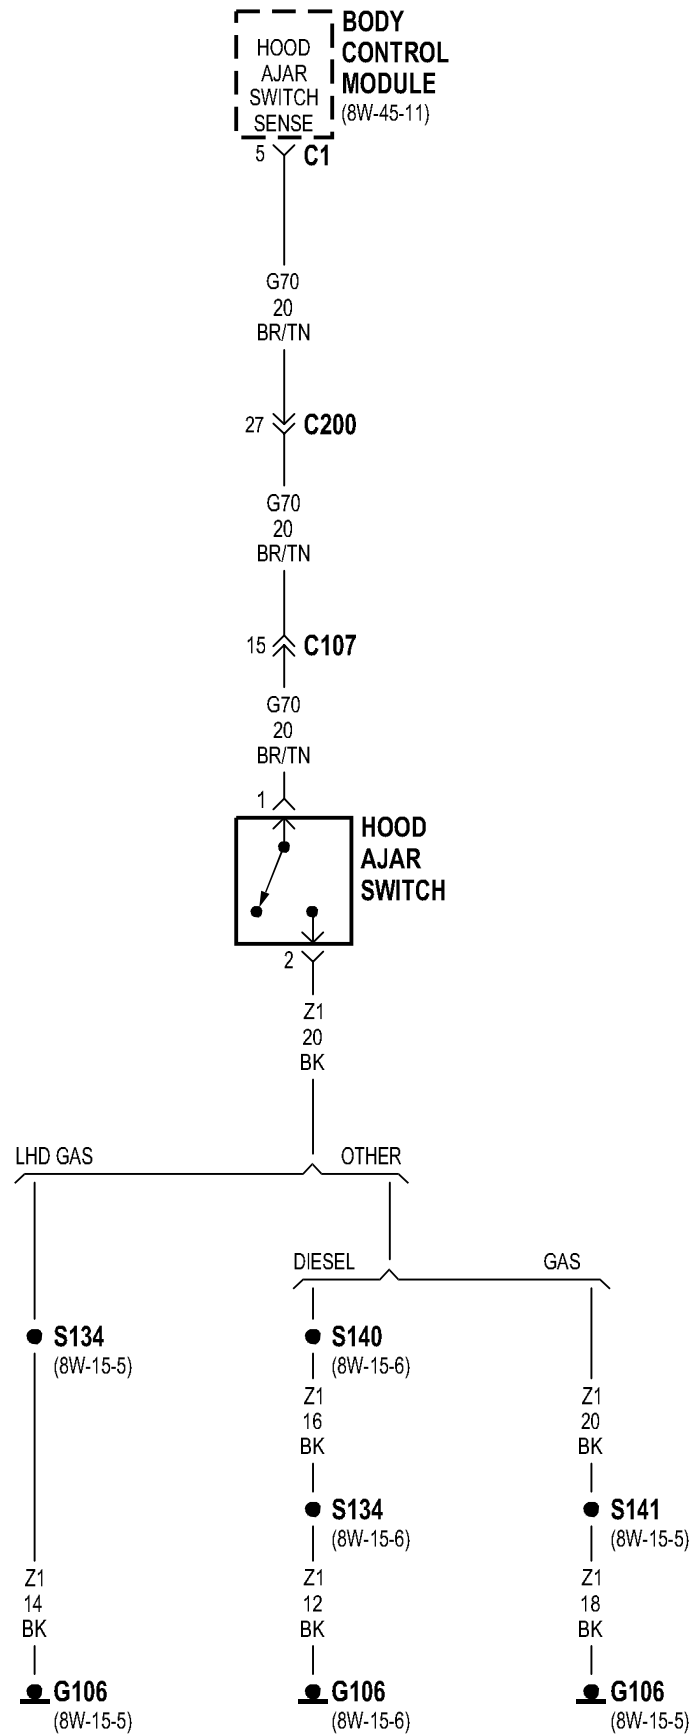 HOOD
AJAR
SWITCH
SENSE
BODY
CONTROL
MODULE
(8W-45-11)
5 C1
G70
20
BR/TN
27 C200
G70
20
BR/TN
15 C107
G70
20
BR/TN
1
HOOD
AJAR
SWITCH
2
Z1
20
BK
LHD GAS OTHER
DIESEL GAS
S134
(8W-15-5)
S140
(8W-15-6)
Z1
16
BK
Z1
20
BK
S134
(8W-15-6)
S141
(8W-15-5)
Z1
14
BK
Z1
12
BK
Z1
18
BK
G106
(8W-15-5)
G106
(8W-15-6)
G106
(8W-15-5)